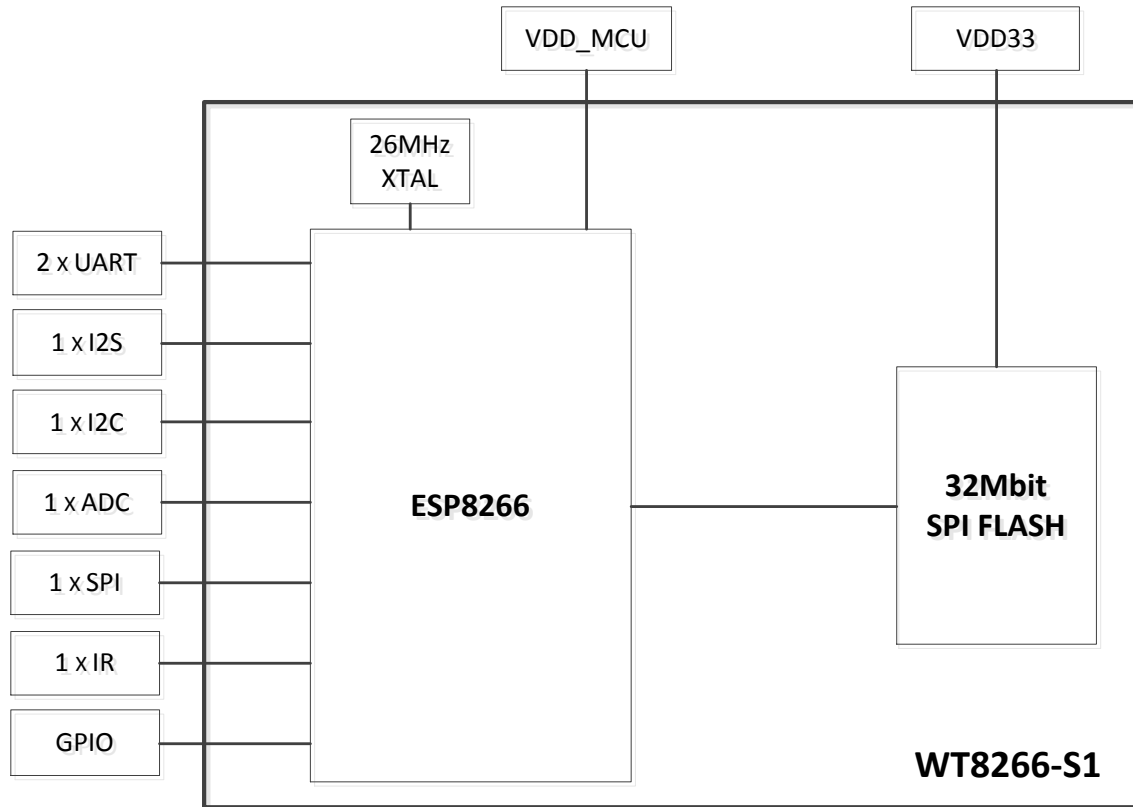 VDD_MCU
VDD33
26MHz
XTAL
2 x UART
1 x I2S
1 x I2C
1 x ADC
1 x SPI
1 x IR
GPIO
ESP8266
32Mbit
SPI FLASH
WT8266-S1